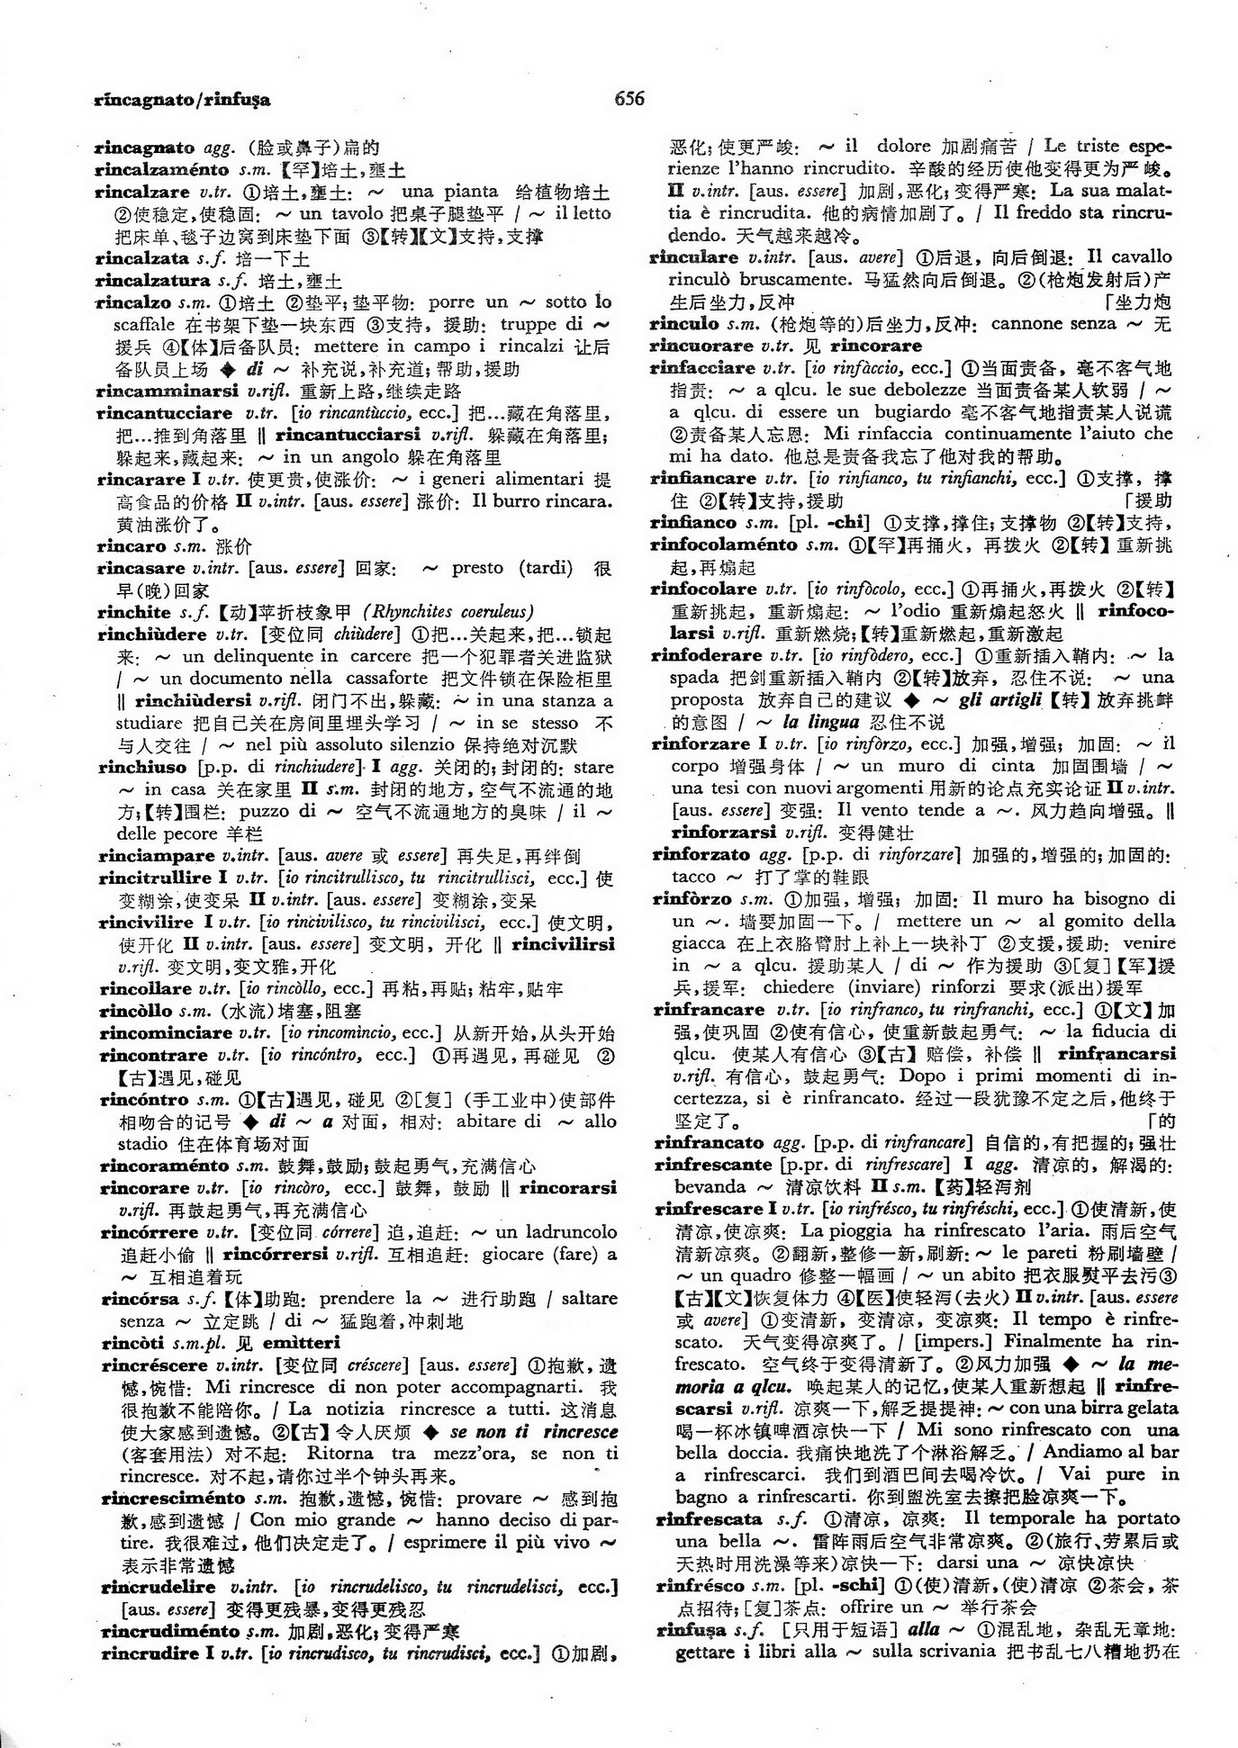 rincagnato/rinfuṣa
656
rincagnato agg. (脸或鼻子)扁的
rincalzaménto s.m.【罕】培土,壅土
rincalzare v.tr. ①培土,壅土: ～ una pianta 给植物培土
②使稳定,使稳固: ～ un tavolo 把桌子腿垫平 / ～ il letto
把床单、毯子边窝到床垫下面 ③【转】【文】支持,支撑
rincalzata s.f. 培一下土
rincalzatura s.f. 培土,壅土
rincalzo s.m. ①培土 ②垫平;垫平物: porre un ～ sotto lo
scaffale 在书架下垫一块东西 ③支持, 援助: truppe di ～
援兵 ④【体】后备队员: mettere in campo i rincalzi 让后
备队员上场 ◆ di ～ 补充说,补充道;帮助,援助
rincamminarsi v.rifl. 重新上路,继续走路
rincantucciare v.tr. [io rincantùccio, ecc.] 把…藏在角落里,
把…推到角落里 ‖ rincantucciarsi v.rifl. 躲藏在角落里;
躲起来,藏起来: ～ in un angolo 躲在角落里
rincarare I v.tr. 使更贵,使涨价: ～ i generi alimentari 提
高食品的价格 II v.intr. [aus. essere] 涨价: Il burro rincara.
黄油涨价了。
rincaro s.m. 涨价
rincasare v.intr. [aus. essere] 回家: ～ presto (tardi) 很
早(晚)回家
rinchite s.f.【动】苹折枝象甲 (Rhynchites coeruleus)
rinchiùdere v.tr. [变位同 chiùdere] ①把…关起来,把…锁起
来: ～ un delinquente in carcere 把一个犯罪者关进监狱
/ ～ un documento nella cassaforte 把文件锁在保险柜里
‖ rinchiùdersi v.rifl. 闭门不出,躲藏: ～ in una stanza a
studiare 把自己关在房间里埋头学习 / ～ in se stesso 不
与人交往 / ～ nel più assoluto silenzio 保持绝对沉默
rinchiuso [p.p. di rinchiudere] I agg. 关闭的;封闭的: stare
～ in casa 关在家里 II s.m. 封闭的地方,空气不流通的地
方;【转】围栏: puzzo di ～ 空气不流通地方的臭味 / il ～
delle pecore 羊栏
rinciampare v.intr. [aus. avere 或 essere] 再失足,再绊倒
rincitrullire I v.tr. [io rincitrullisco, tu rincitrullisci, ecc.] 使
变糊涂,使变呆 II v.intr. [aus. essere] 变糊涂,变呆
rincivilire I v.tr. [io rincivilisco, tu rincivilisci, ecc.] 使文明,
使开化 II v.intr. [aus. essere] 变文明, 开化 ‖ rincivilirsi
v.rifl. 变文明,变文雅,开化
rincollare v.tr. [io rincòllo, ecc.] 再粘,再贴;粘牢,贴牢
rincòllo s.m. (水流)堵塞,阻塞
rincominciare v.tr. [io rincomìncio, ecc.] 从新开始,从头开始
rincontrare v.tr. [io rincóntro, ecc.] ①再遇见,再碰见 ②
【古】遇见,碰见
rincóntro s.m. ①【古】遇见, 碰见 ②[复] (手工业中)使部件
相吻合的记号 ◆ di ～ a 对面, 相对: abitare di ～ allo
stadio 住在体育场对面
rincoraménto s.m. 鼓舞,鼓励;鼓起勇气,充满信心
rincorare v.tr. [io rincòro, ecc.] 鼓舞, 鼓励 ‖ rincorarsi
v.rifl. 再鼓起勇气,再充满信心
rincórrere v.tr. [变位同 córrere] 追,追赶: ～ un ladruncolo
追赶小偷 ‖ rincórrersi v.rifl. 互相追赶: giocare (fare) a
～ 互相追着玩
rincórsa s.f.【体】助跑: prendere la ～ 进行助跑 / saltare
senza ～ 立定跳 / di ～ 猛跑着,冲刺地
rincòti s.m.pl. 见 emìtteri
rincréscere v.intr. [变位同 créscere] [aus. essere] ①抱歉, 遗
憾,惋惜: Mi rincresce di non poter accompagnarti. 我
很抱歉不能陪你。/ La notizia rincresce a tutti. 这消息
使大家感到遗憾。②【古】令人厌烦 ◆ se non ti rincresce
(客套用法) 对不起: Ritorna tra mezz'ora, se non ti
rincresce. 对不起,请你过半个钟头再来。
rincresciménto s.m. 抱歉,遗憾, 惋惜: provare ～ 感到抱
歉,感到遗憾 / Con mio grande ～ hanno deciso di par-
tire. 我很难过,他们决定走了。/ esprimere il più vivo ～
表示非常遗憾
rincrudelire v.intr. [io rincrudelisco, tu rincrudelisci, ecc.]
[aus. essere] 变得更残暴,变得更残忍
rincrudiménto s.m. 加剧,恶化;变得严寒
rincrudire I v.tr. [io rincrudisco, tu rincrudisci, ecc.] ①加剧,
恶化;使更严峻: ～ il dolore 加剧痛苦 / Le triste espe-
rienze l'hanno rincrudito. 辛酸的经历使他变得更为严峻。
II v.intr. [aus. essere] 加剧,恶化;变得严寒: La sua malat-
tia è rincrudita. 他的病情加剧了。/ Il freddo sta rincru-
dendo. 天气越来越冷。
rinculare v.intr. [aus. avere] ①后退, 向后倒退: Il cavallo
rinculò bruscamente. 马猛然向后倒退。②(枪炮发射后)产
生后坐力,反冲 「坐力炮
rinculo s.m. (枪炮等的)后坐力,反冲: cannone senza ～ 无
rincuorare v.tr. 见 rincorare
rinfacciare v.tr. [io rinfàccio, ecc.] ①当面责备, 毫不客气地
指责: ～ a qlcu. le sue debolezze 当面责备某人软弱 / ～
a qlcu. di essere un bugiardo 毫不客气地指责某人说谎
②责备某人忘恩: Mi rinfaccia continuamente l'aiuto che
mi ha dato. 他总是责备我忘了他对我的帮助。
rinfiancare v.tr. [io rinfianco, tu rinfianchi, ecc.] ①支撑, 撑
住 ②【转】支持,援助 「援助
rinfianco s.m. [pl. -chi] ①支撑,撑住;支撑物 ②【转】支持,
rinfocolaménto s.m. ①【罕】再捅火, 再拨火 ②【转】重新挑
起,再煽起
rinfocolare v.tr. [io rinfòcolo, ecc.] ①再捅火,再拨火 ②【转】
重新挑起, 重新煽起: ～ l'odio 重新煽起怒火 ‖ rinfoco-
larsi v.rifl. 重新燃烧;【转】重新燃起,重新激起
rinfoderare v.tr. [io rinfòdero, ecc.] ①重新插入鞘内: ～ la
spada 把剑重新插入鞘内 ②【转】放弃, 忍住不说: ～ una
proposta 放弃自己的建议 ◆ ～ gli artigli【转】放弃挑衅
的意图 / ～ la lingua 忍住不说
rinforzare I v.tr. [io rinfòrzo, ecc.] 加强,增强; 加固: ～ il
corpo 增强身体 / ～ un muro di cinta 加固围墙 / ～
una tesi con nuovi argomenti 用新的论点充实论证 II v.intr.
[aus. essere] 变强: Il vento tende a ～. 风力趋向增强。‖
rinforzarsi v.rifl. 变得健壮
rinforzato agg. [p.p. di rinforzare] 加强的,增强的;加固的:
tacco ～ 打了掌的鞋跟
rinfòrzo s.m. ①加强, 增强; 加固: Il muro ha bisogno di
un ～. 墙要加固一下。/ mettere un ～ al gomito della
giacca 在上衣胳臂肘上补上一块补丁 ②支援,援助: venire
in ～ a qlcu. 援助某人 / di ～ 作为援助 ③[复]【军】援
兵,援军: chiedere (inviare) rinforzi 要求(派出)援军
rinfrancare v.tr. [io rinfranco, tu rinfranchi, ecc.] ①【文】加
强,使巩固 ②使有信心, 使重新鼓起勇气: ～ la fiducia di
qlcu. 使某人有信心 ③【古】赔偿, 补偿 ‖ rinfrancarsi
v.rifl. 有信心, 鼓起勇气: Dopo i primi momenti di in-
certezza, si è rinfrancato. 经过一段犹豫不定之后,他终于
坚定了。 「的
rinfrancato agg. [p.p. di rinfrancare] 自信的,有把握的;强壮
rinfrescante [p.pr. di rinfrescare] I agg. 清凉的, 解渴的:
bevanda ～ 清凉饮料 II s.m.【药】轻泻剂
rinfrescare I v.tr. [io rinfrésco, tu rinfréschi, ecc.] ①使清新,使
清凉,使凉爽: La pioggia ha rinfrescato l'aria. 雨后空气
清新凉爽。②翻新,整修一新,刷新: ～ le pareti 粉刷墙壁 /
～ un quadro 修整一幅画 / ～ un abito 把衣服熨平去污③
【古】【文】恢复体力 ④【医】使轻泻(去火) II v.intr. [aus. essere
或 avere] ①变清新, 变清凉, 变凉爽: Il tempo è rinfre-
scato. 天气变得凉爽了。/ [impers.] Finalmente ha rin-
frescato. 空气终于变得清新了。②风力加强 ◆ ～ la me-
moria a qlcu. 唤起某人的记忆,使某人重新想起 ‖ rinfre-
scarsi v.rifl. 凉爽一下,解乏提提神: ～ con una birra gelata
喝一杯冰镇啤酒凉快一下 / Mi sono rinfrescato con una
bella doccia. 我痛快地洗了个淋浴解乏。/ Andiamo al bar
a rinfrescarci. 我们到酒巴间去喝冷饮。/ Vai pure in
bagno a rinfrescarti. 你到盥洗室去擦把脸凉爽一下。
rinfrescata s.f. ①清凉, 凉爽: Il temporale ha portato
una bella ～. 雷阵雨后空气非常凉爽。②(旅行、劳累后或
天热时用洗澡等来)凉快一下: darsi una ～ 凉快凉快
rinfrésco s.m. [pl. -schi] ①(使)清新,(使)清凉 ②茶会, 茶
点招待;[复]茶点: offrire un ～ 举行茶会
rinfuṣa s.f. [只用于短语] alla ～ ①混乱地, 杂乱无章地:
gettare i libri alla ～ sulla scrivania 把书乱七八糟地扔在